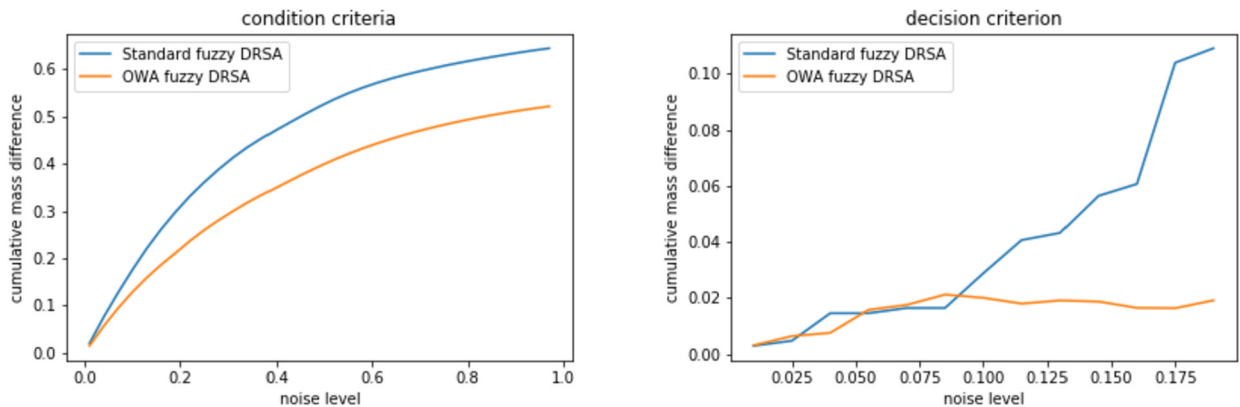 condition criteria
Standard fuzzy DRSA
OWA fuzzy DRSA
cumulative mass difference
0.6
0.5
0.4
0.3
0.2
0.1
0.0
0.0 0.2 0.4 0.6 0.8 1.0
noise level
decision criterion
Standard fuzzy DRSA
OWA fuzzy DRSA
cumulative mass difference
0.10
0.08
0.06
0.04
0.02
0.00
0.025 0.050 0.075 0.100 0.125 0.150 0.175
noise level